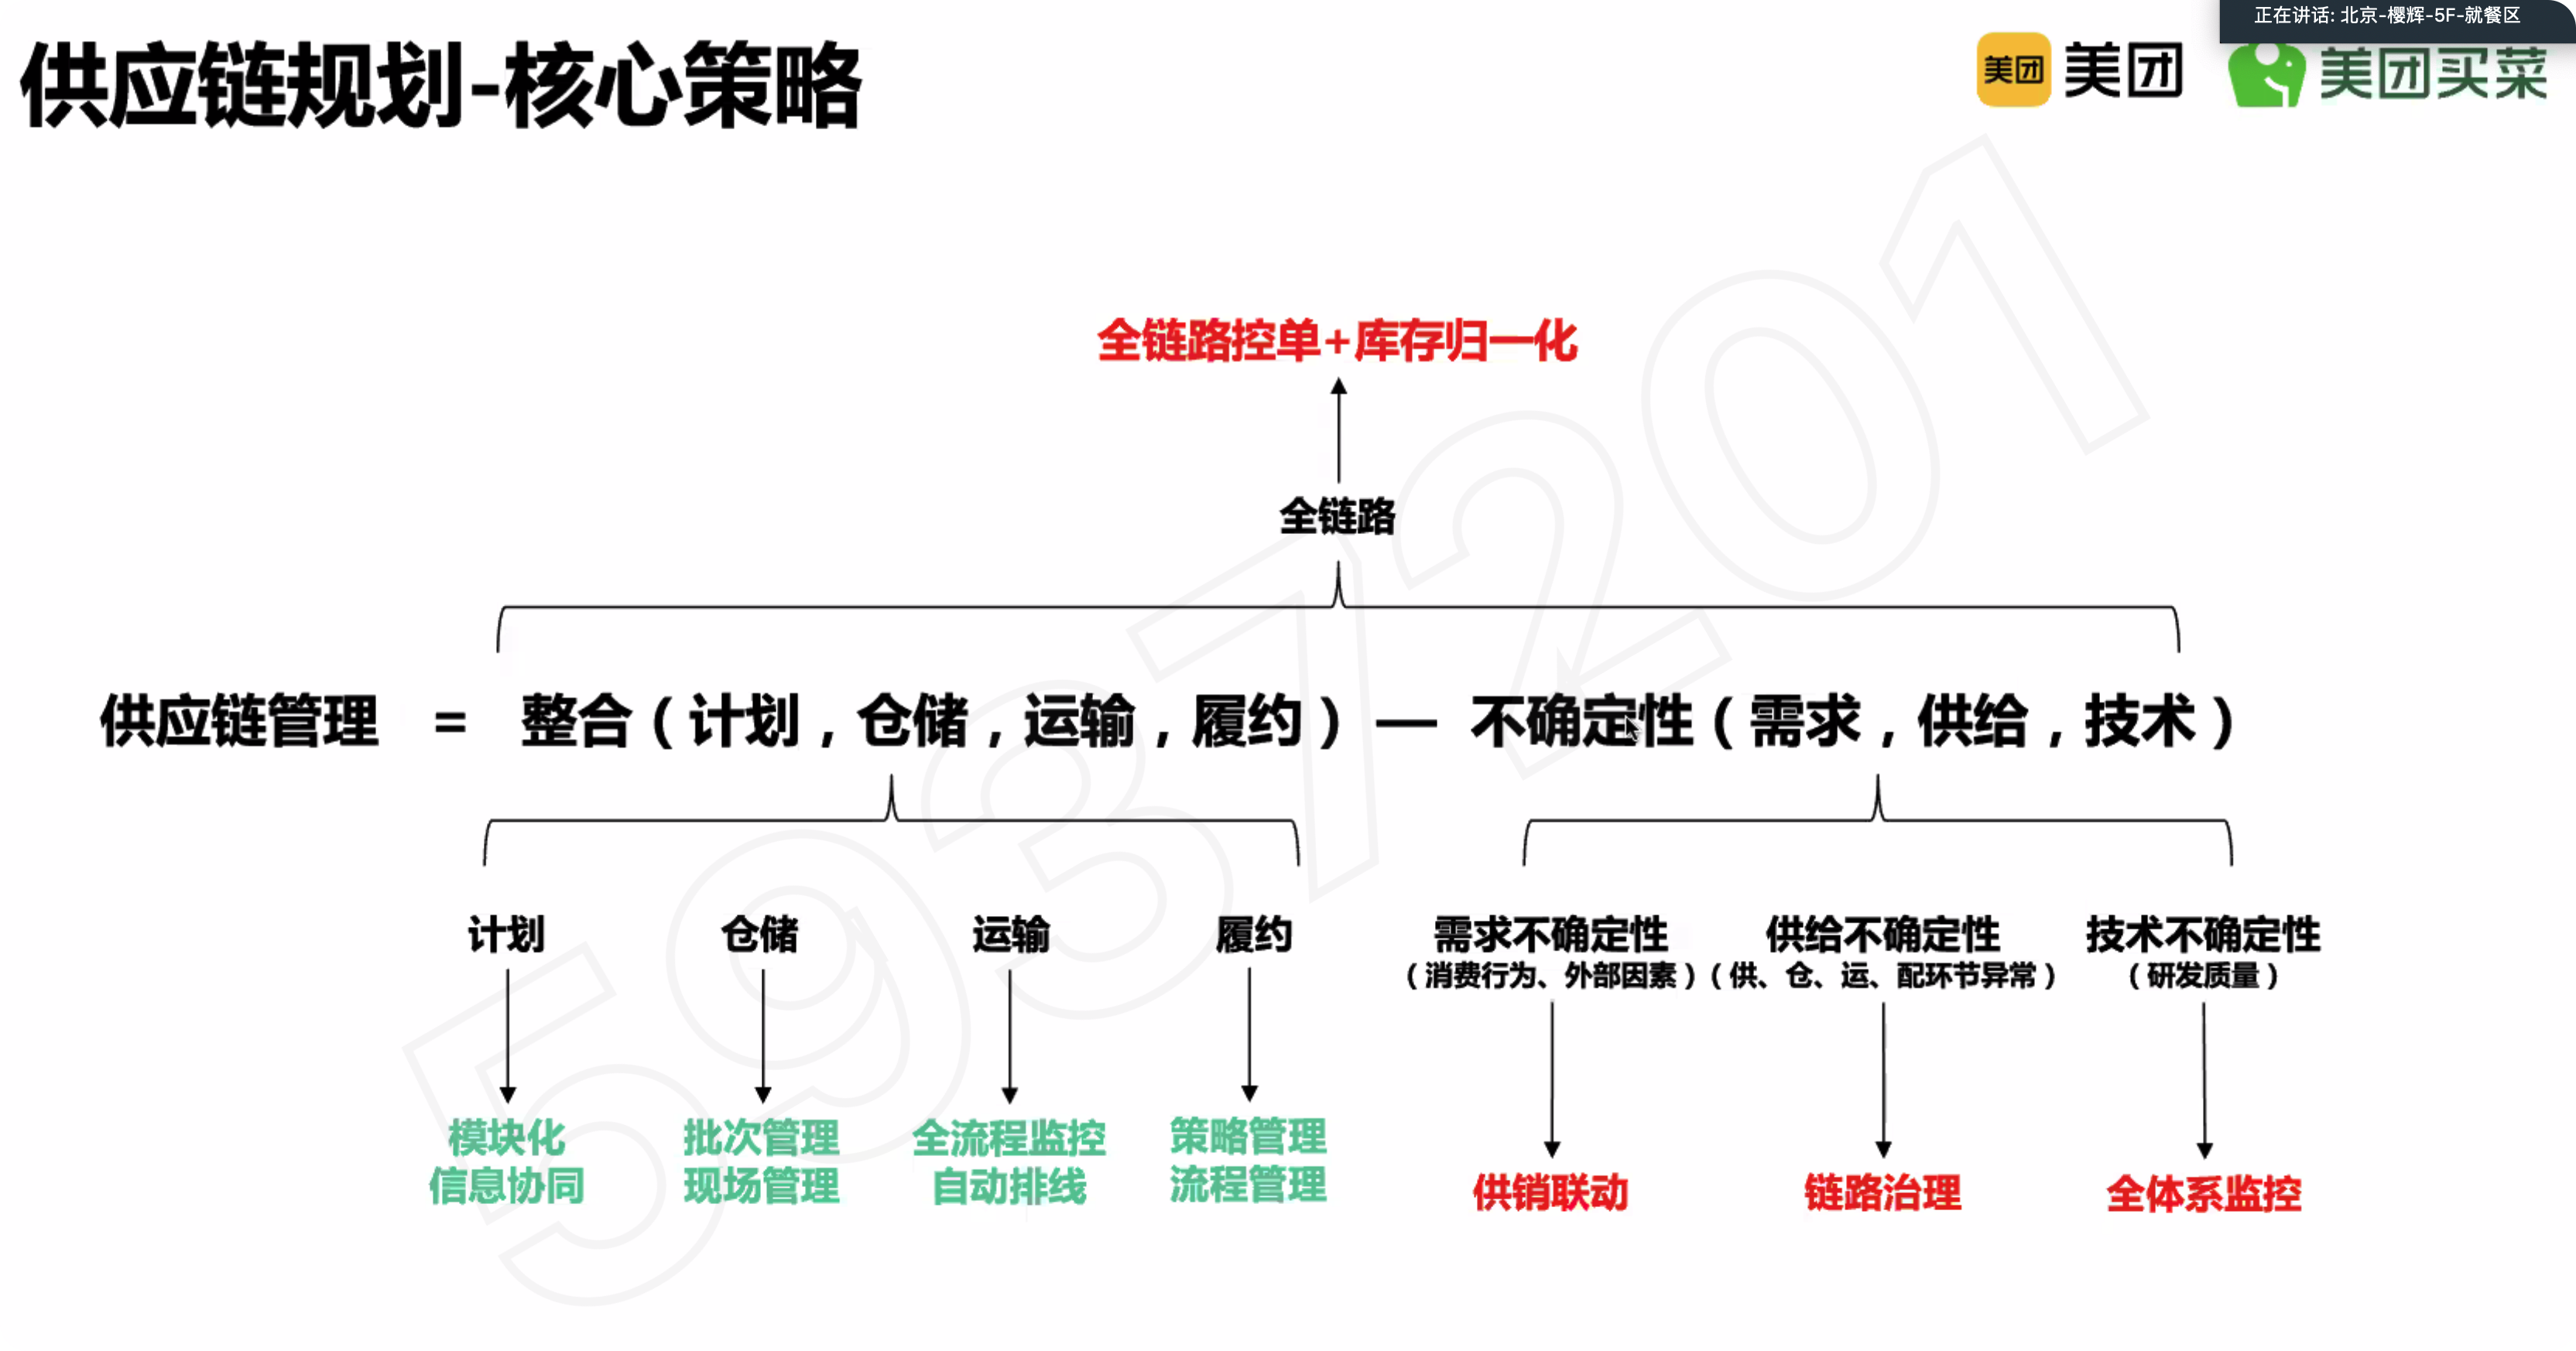 正在讲话: 北京-樱辉-5F-就餐区
供应链规划-核心策略
美团 美团 美团买菜
全链路控单+库存归一化
全链路
供应链管理 = 整合（计划，仓储，运输，履约）— 不确定性（需求，供给，技术）
计划 仓储 运输 履约 需求不确定性 供给不确定性 技术不确定性
（消费行为、外部因素）（供、仓、运、配环节异常） （研发质量）
模块化 批次管理 全流程监控 策略管理
信息协同 现场管理 自动排线 流程管理
供销联动 链路治理 全体系监控
5937201